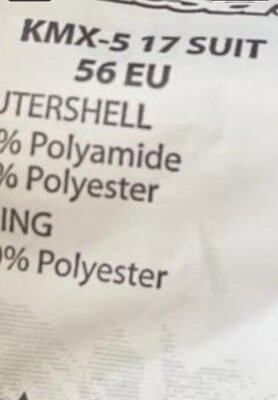 KMX-5 17 SUIT
56 EU
UTERSHELL
% Polyamide
% Polyester
ING
0% Polyester